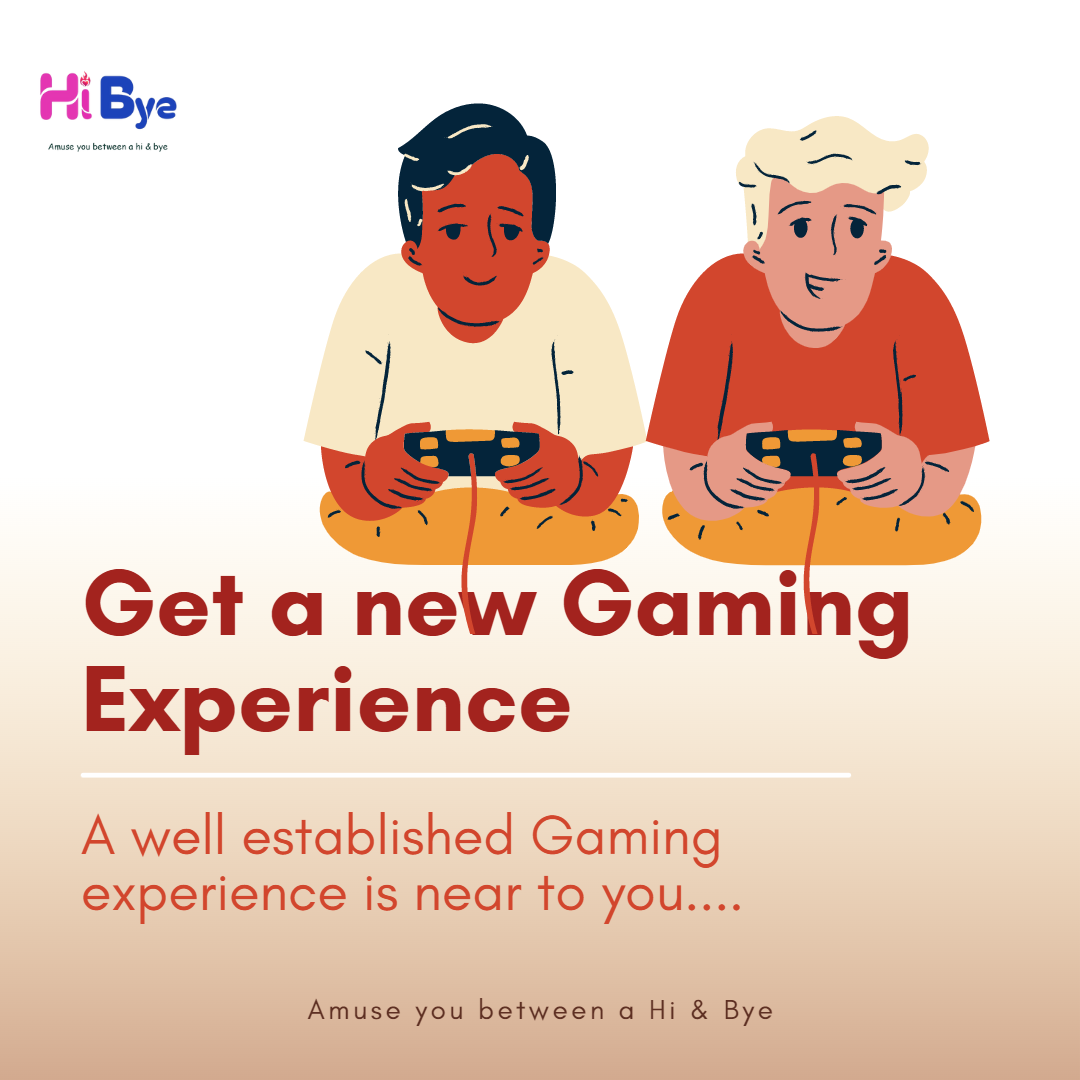 Hi Bye
Amuse you between a hi & bye
Get a new Gaming
Experience
A well established Gaming
experience is near to you....
Amuse you between a Hi & Bye